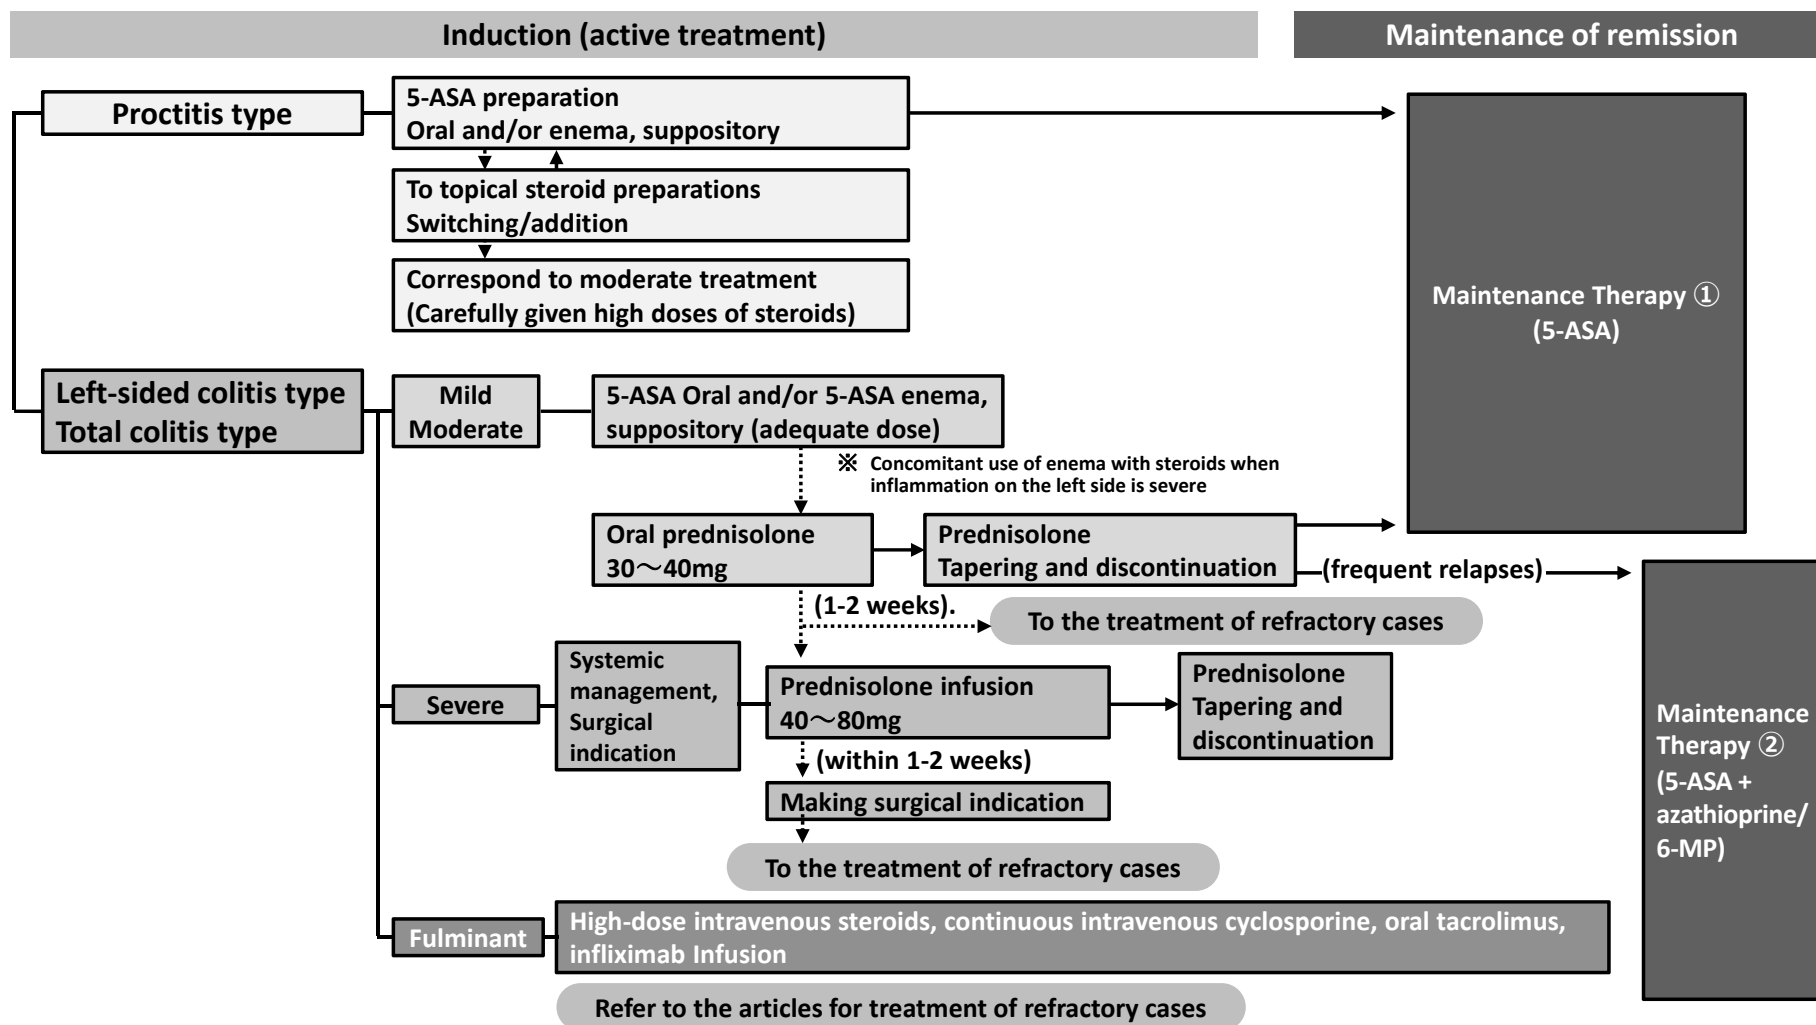 Induction (active treatment)
Maintenance of remission
Proctitis type
5-ASA preparation
Oral and/or enema, suppository
To topical steroid preparations
Switching/addition
Correspond to moderate treatment
(Carefully given high doses of steroids)
Maintenance Therapy ①
(5-ASA)
Left-sided colitis type
Total colitis type
Mild
Moderate
5-ASA Oral and/or 5-ASA enema,
suppository (adequate dose)
※ Concomitant use of enema with steroids when
inflammation on the left side is severe
Oral prednisolone
30～40mg
Prednisolone
Tapering and discontinuation
(frequent relapses)
(1-2 weeks).
To the treatment of refractory cases
Severe
Systemic
management,
Surgical
indication
Prednisolone infusion
40～80mg
Prednisolone
Tapering and
discontinuation
(within 1-2 weeks)
Making surgical indication
To the treatment of refractory cases
Maintenance
Therapy ②
(5-ASA +
azathioprine/
6-MP)
Fulminant
High-dose intravenous steroids, continuous intravenous cyclosporine, oral tacrolimus,
infliximab Infusion
Refer to the articles for treatment of refractory cases